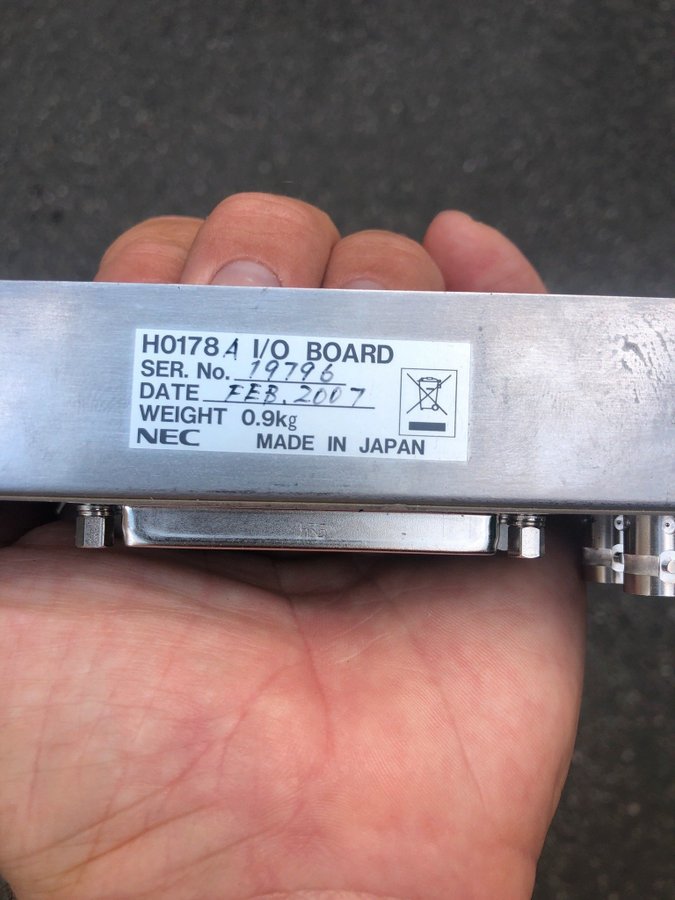 H0178A I/O BOARD
SER. No. 19796
DATE FEB. 2007
WEIGHT 0.9kg
NEC MADE IN JAPAN